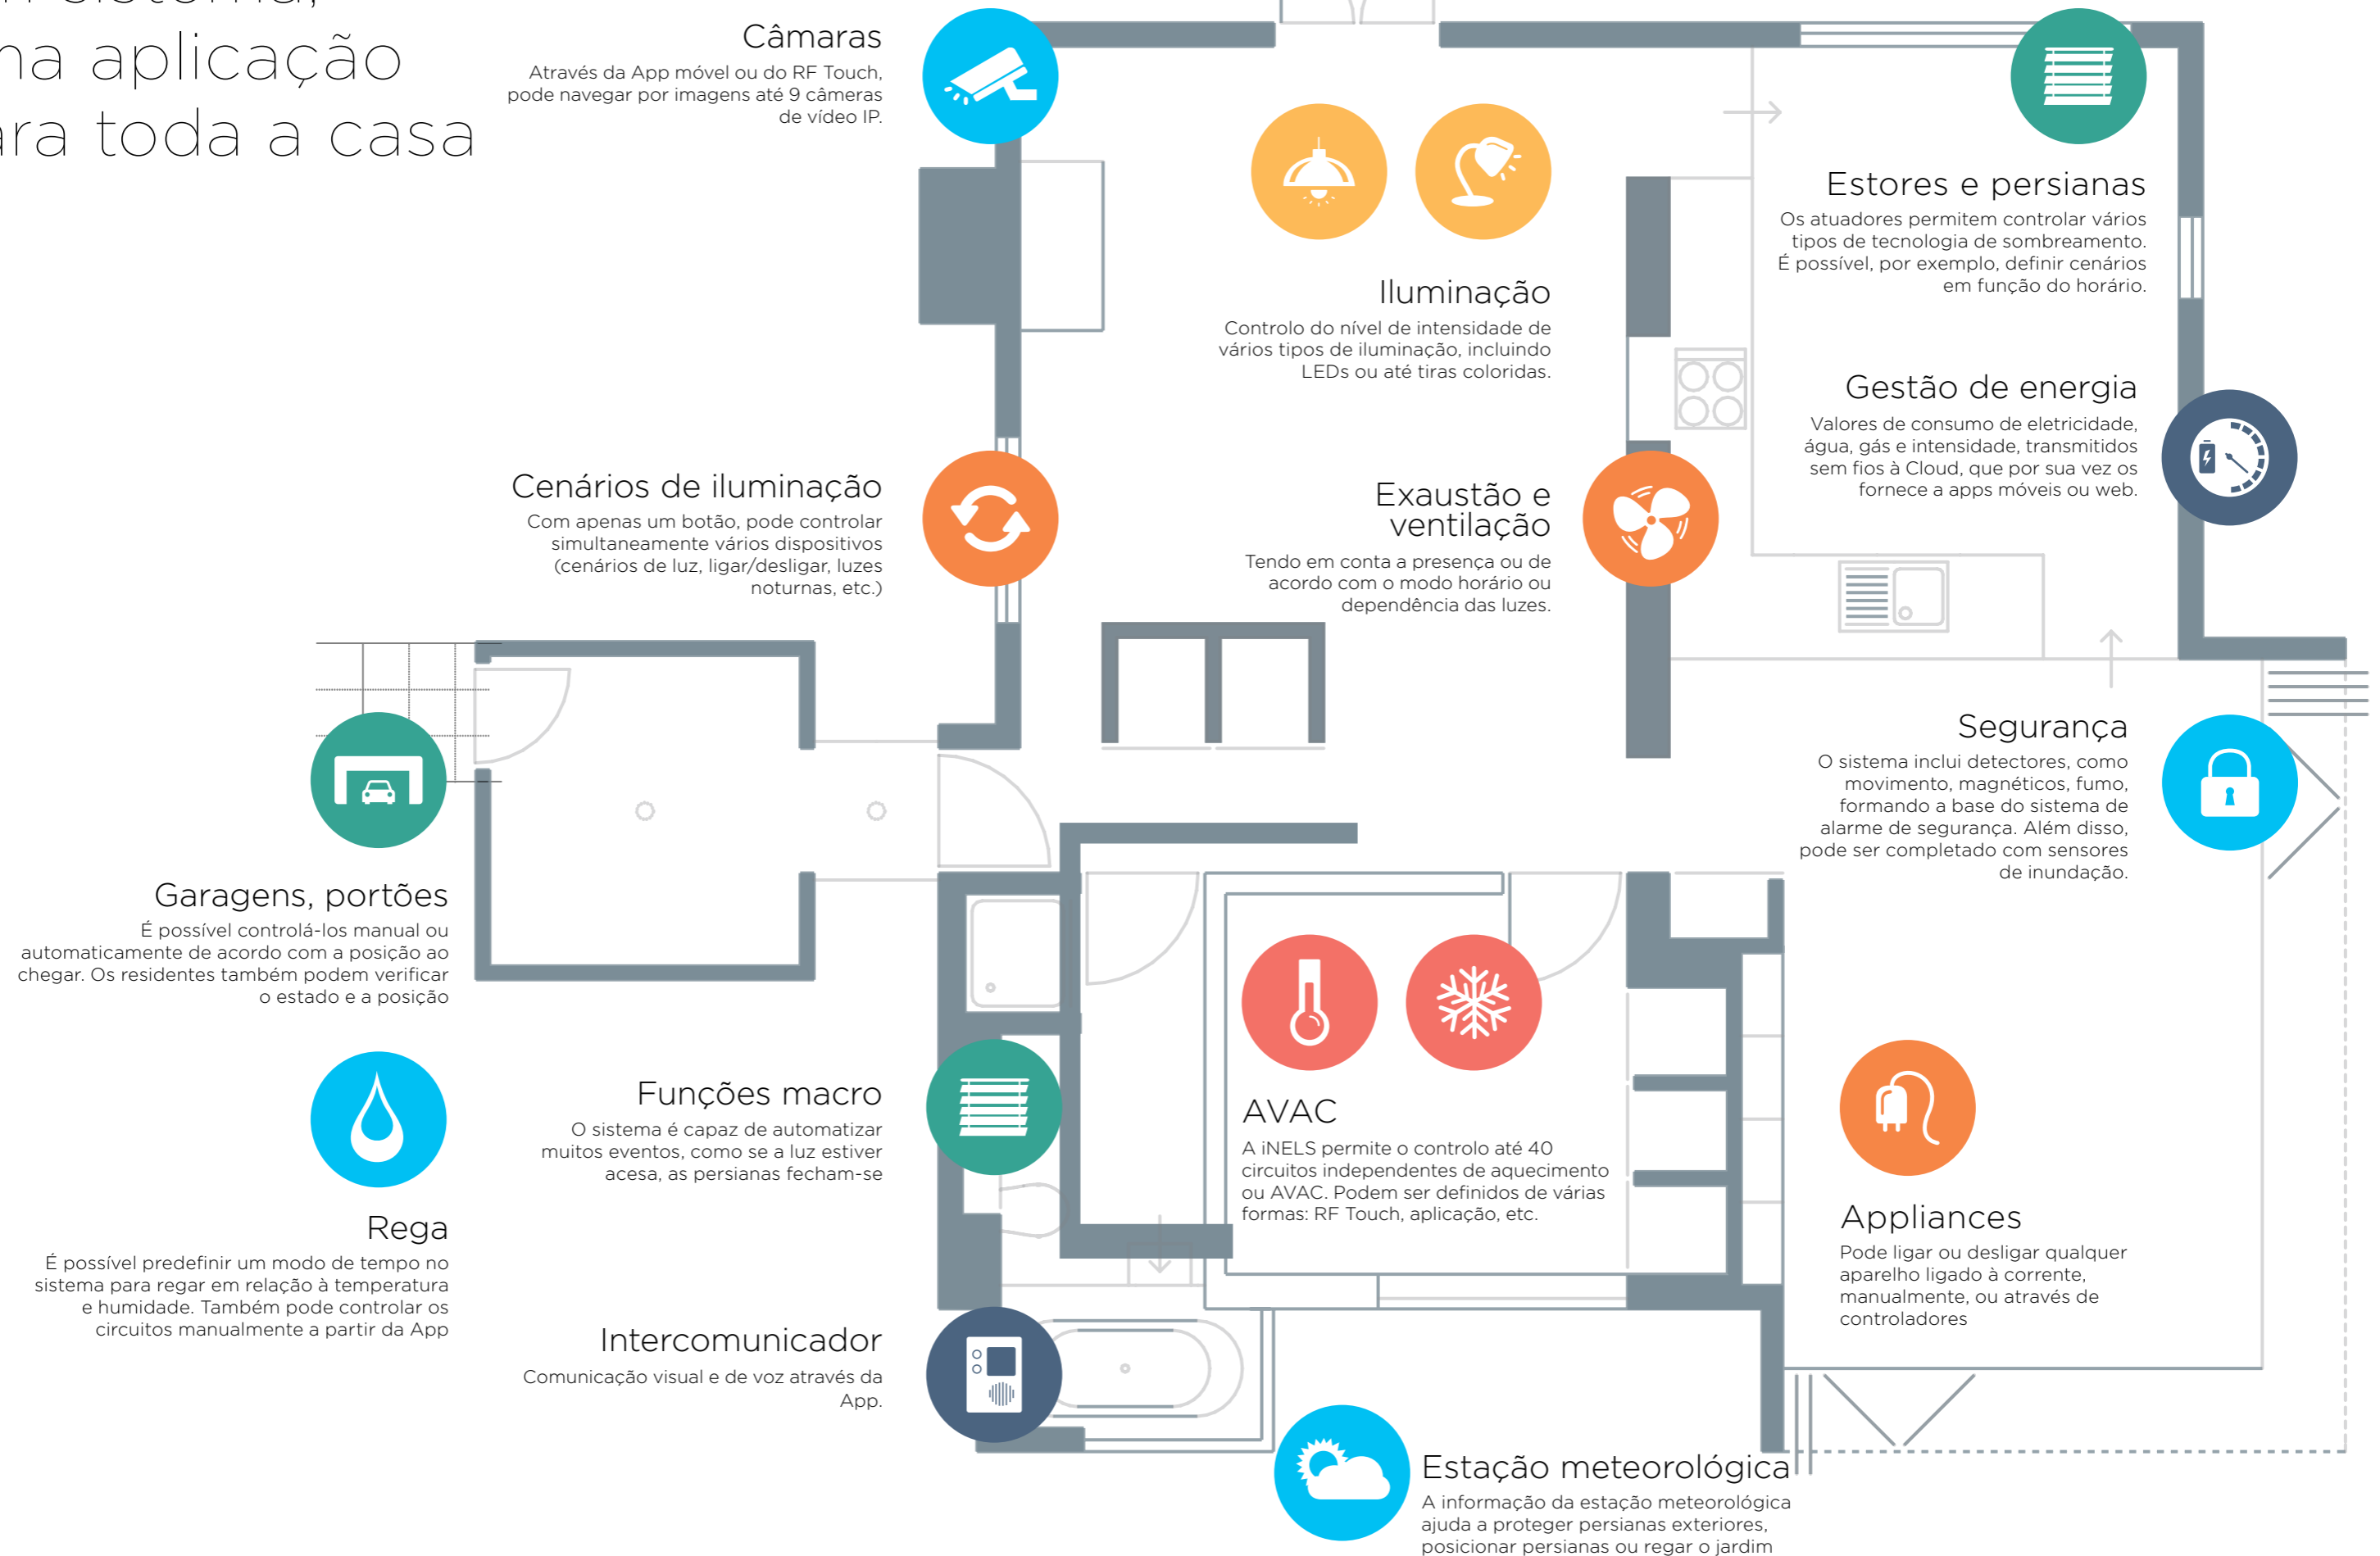 na aplicação
toda a casa
Câmaras
Através da App móvel ou do RF Touch,
pode navegar por imagens até 9 câmeras
de vídeo IP.
Iluminação
Controlo do nível de intensidade de
vários tipos de iluminação, incluindo
LEDs ou até tiras coloridas.
Estores e persianas
Os atuadores permitem controlar vários
tipos de tecnologia de sombreamento.
É possível, por exemplo, definir cenários
em função do horário.
Gestão de energia
Valores de consumo de eletricidade,
água, gás e intensidade, transmitidos
sem fios à Cloud, que por sua vez os
fornece a apps móveis ou web.
Cenários de iluminação
Com apenas um botão, pode controlar
simultaneamente vários dispositivos
(cenários de luz, ligar/desligar, luzes
noturnas, etc.)
Exaustão e
ventilação
Tendo em conta a presença ou de
acordo com o modo horário ou
dependência das luzes.
Segurança
O sistema inclui detectores, como
movimento, magnéticos, fumo,
formando a base do sistema de
alarme de segurança. Além disso,
pode ser completado com sensores
de inundação.
Garagens, portões
É possível controlá-los manual ou
automaticamente de acordo com a posição ao
chegar. Os residentes também podem verificar
o estado e a posição
Funções macro
O sistema é capaz de automatizar
muitos eventos, como se a luz estiver
acesa, as persianas fecham-se
AVAC
A iNELS permite o controlo até 40
circuitos independentes de aquecimento
ou AVAC. Podem ser definidos de várias
formas: RF Touch, aplicação, etc.
Appliances
Pode ligar ou desligar qualquer
aparelho ligado à corrente,
manualmente, ou através de
controladores
Rega
É possível predefinir um modo de tempo no
sistema para regar em relação à temperatura
e humidade. Também pode controlar os
circuitos manualmente a partir da App
Intercomunicador
Comunicação visual e de voz através da
App.
Estação meteorológica
A informação da estação meteorológica
ajuda a proteger persianas exteriores,
posicionar persianas ou regar o jardim